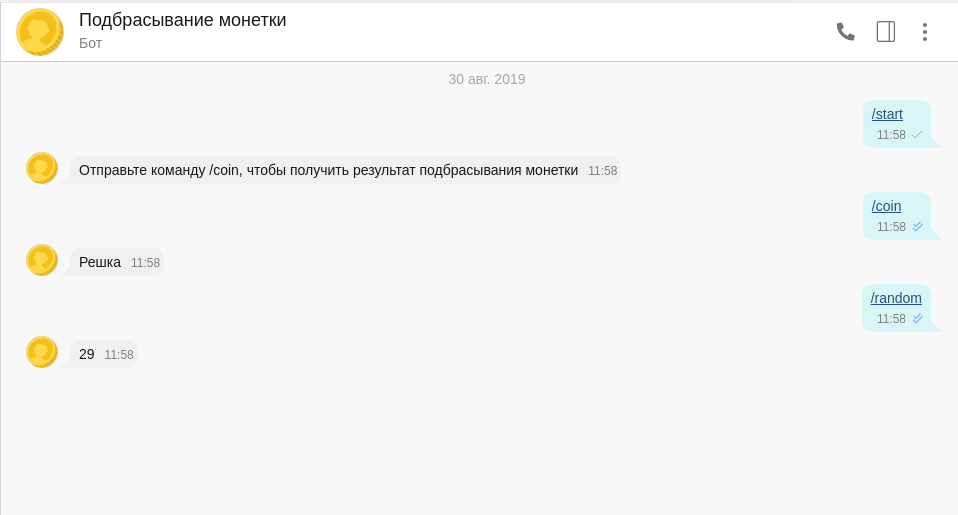 Подбрасывание монетки
Бот
30 авг. 2019
/start
11:58
Отправьте команду /coin, чтобы получить результат подбрасывания монетки 11:58
/coin
11:58
Решка 11:58
/random
11:58
29 11:58